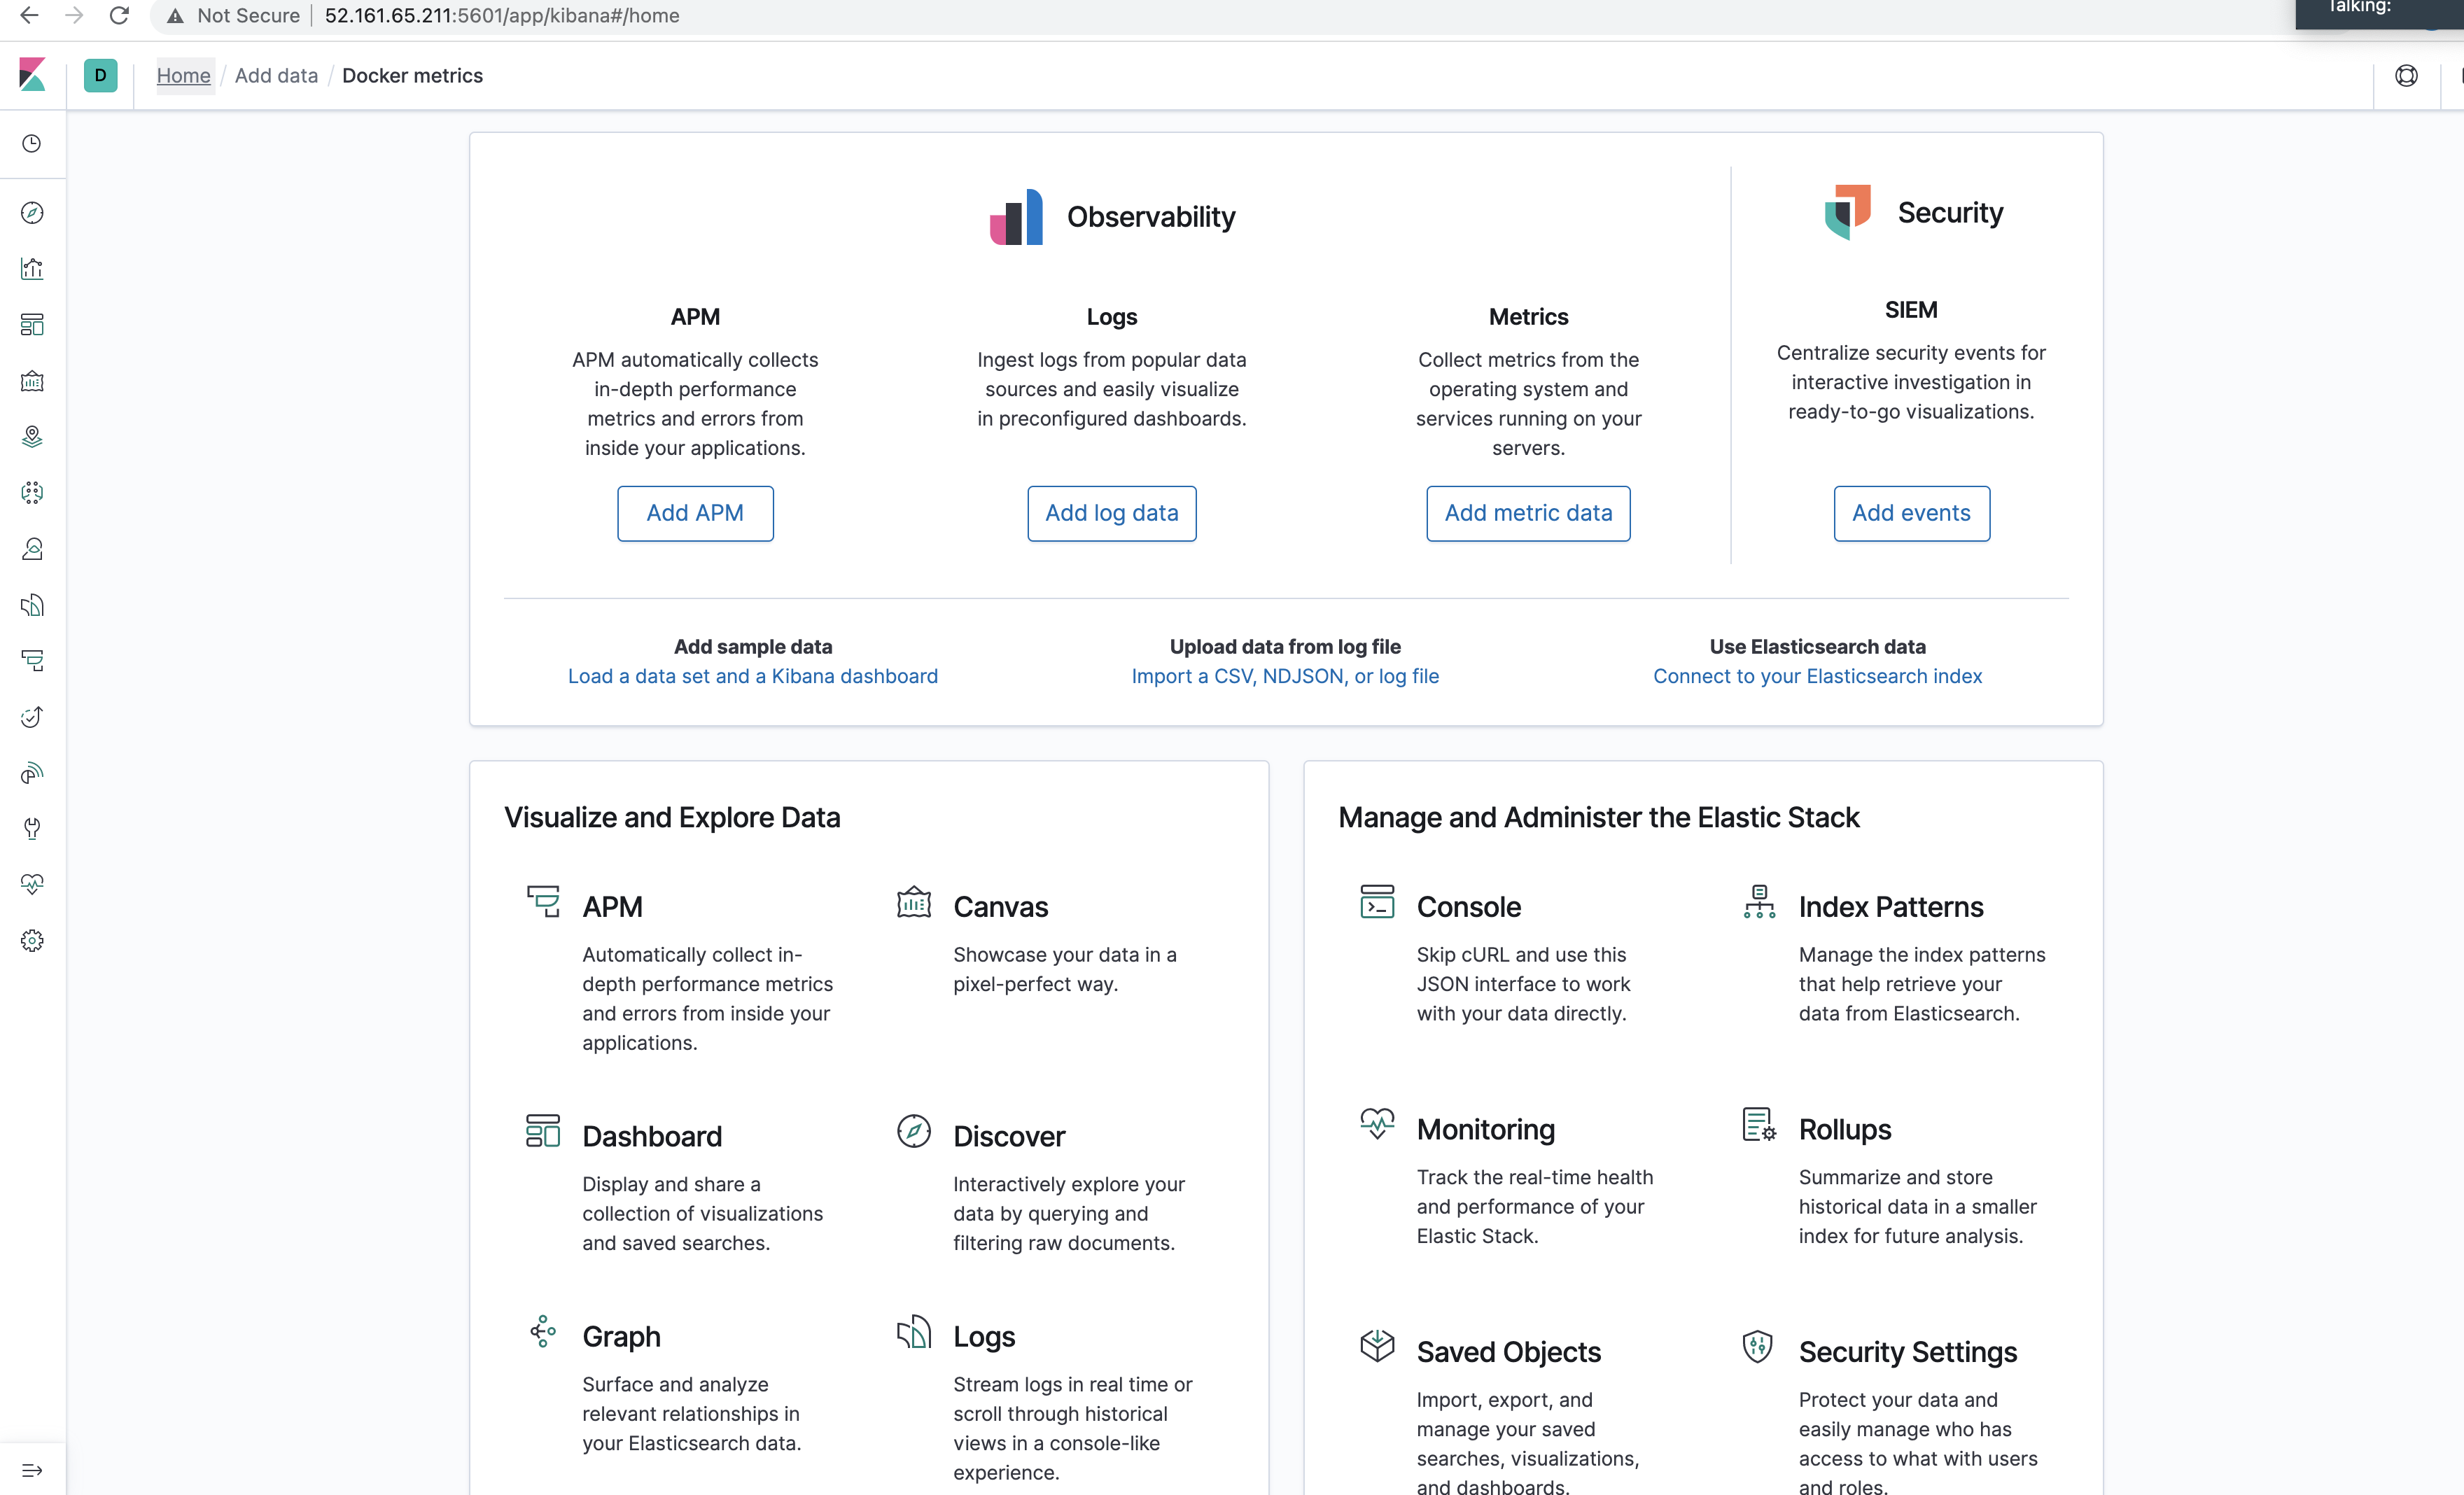 Not Secure 52.161.65.211:5601/app/kibana#/home
Talking:
D Home / Add data / Docker metrics
Observability
Security
APM
APM automatically collects
in-depth performance
metrics and errors from
inside your applications.
Add APM
Logs
Ingest logs from popular data
sources and easily visualize
in preconfigured dashboards.
Add log data
Metrics
Collect metrics from the
operating system and
services running on your
servers.
Add metric data
SIEM
Centralize security events for
interactive investigation in
ready-to-go visualizations.
Add events
Add sample data
Load a data set and a Kibana dashboard
Upload data from log file
Import a CSV, NDJSON, or log file
Use Elasticsearch data
Connect to your Elasticsearch index
Visualize and Explore Data
APM
Automatically collect in-
depth performance metrics
and errors from inside your
applications.
Canvas
Showcase your data in a
pixel-perfect way.
Dashboard
Display and share a
collection of visualizations
and saved searches.
Discover
Interactively explore your
data by querying and
filtering raw documents.
Graph
Surface and analyze
relevant relationships in
your Elasticsearch data.
Logs
Stream logs in real time or
scroll through historical
views in a console-like
experience.
Manage and Administer the Elastic Stack
Console
Skip cURL and use this
JSON interface to work
with your data directly.
Index Patterns
Manage the index patterns
that help retrieve your
data from Elasticsearch.
Monitoring
Track the real-time health
and performance of your
Elastic Stack.
Rollups
Summarize and store
historical data in a smaller
index for future analysis.
Saved Objects
Import, export, and
manage your saved
searches, visualizations,
and dashboards.
Security Settings
Protect your data and
easily manage who has
access to what with users
and roles.